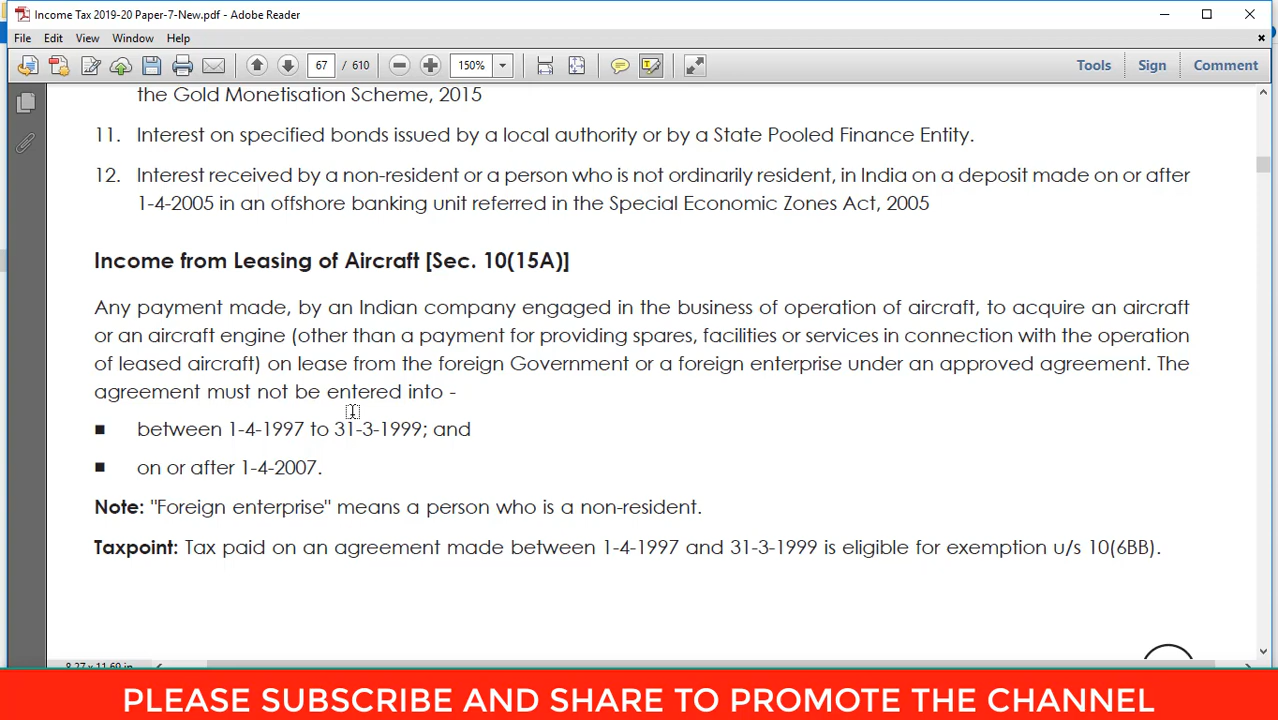 Income Tax 2019-20 Paper-7-New.pdf - Adobe Reader
File Edit View Window Help
67 / 610 150% Tools Sign Comment
the Gold Monetisation Scheme, 2015
11. Interest on specified bonds issued by a local authority or by a State Pooled Finance Entity.
12. Interest received by a non-resident or a person who is not ordinarily resident, in India on a deposit made on or after
1-4-2005 in an offshore banking unit referred in the Special Economic Zones Act, 2005
Income from Leasing of Aircraft [Sec. 10(15A)]
Any payment made, by an Indian company engaged in the business of operation of aircraft, to acquire an aircraft
or an aircraft engine (other than a payment for providing spares, facilities or services in connection with the operation
of leased aircraft) on lease from the foreign Government or a foreign enterprise under an approved agreement. The
agreement must not be entered into -
■ between 1-4-1997 to 31-3-1999; and
■ on or after 1-4-2007.
Note: "Foreign enterprise" means a person who is a non-resident.
Taxpoint: Tax paid on an agreement made between 1-4-1997 and 31-3-1999 is eligible for exemption u/s 10(6BB).
8.27 x 11.69 in
PLEASE SUBSCRIBE AND SHARE TO PROMOTE THE CHANNEL